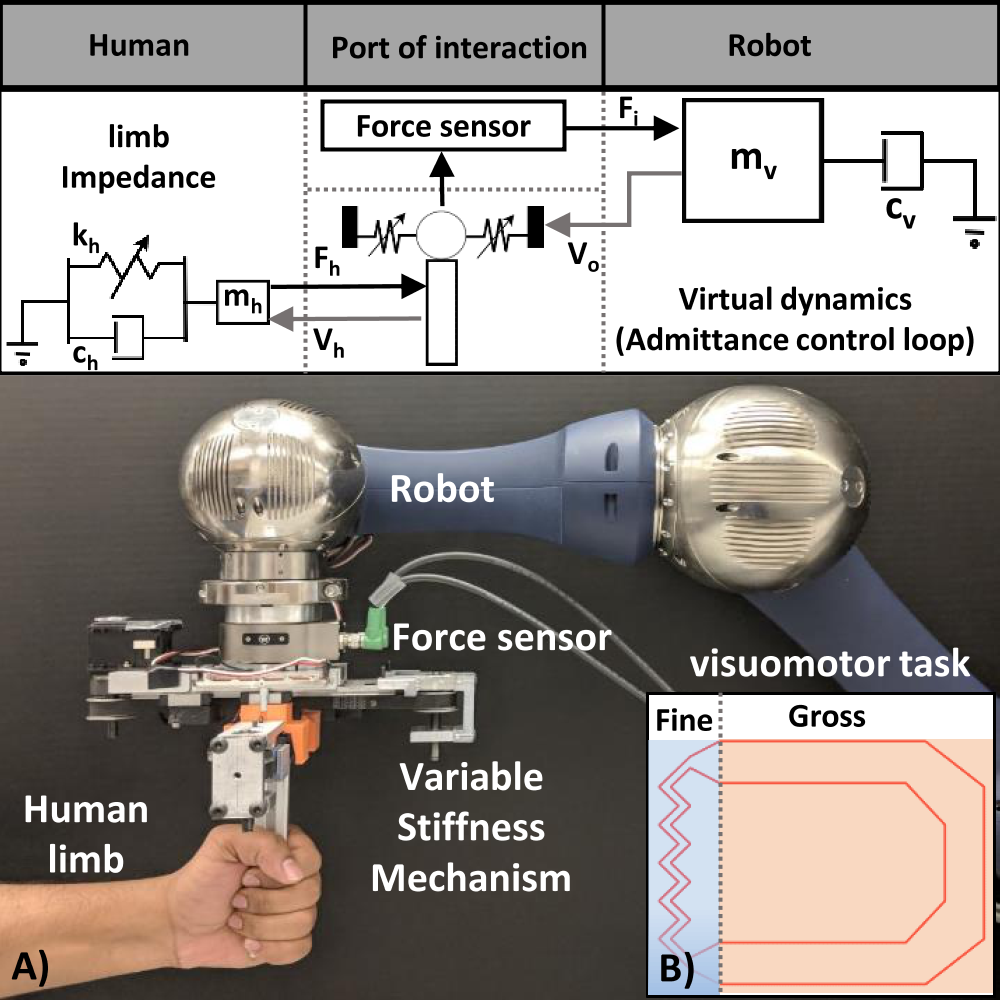 Human
Port of interaction
Robot
limb
Impedance
Force sensor
F_i
m_v
c_v
k_h
F_h
V_o
m_h
V_h
c_h
Virtual dynamics
(Admittance control loop)
Robot
Force sensor
visuomotor task
Fine
Gross
Variable
Stiffness
Mechanism
Human
limb
A)
B)